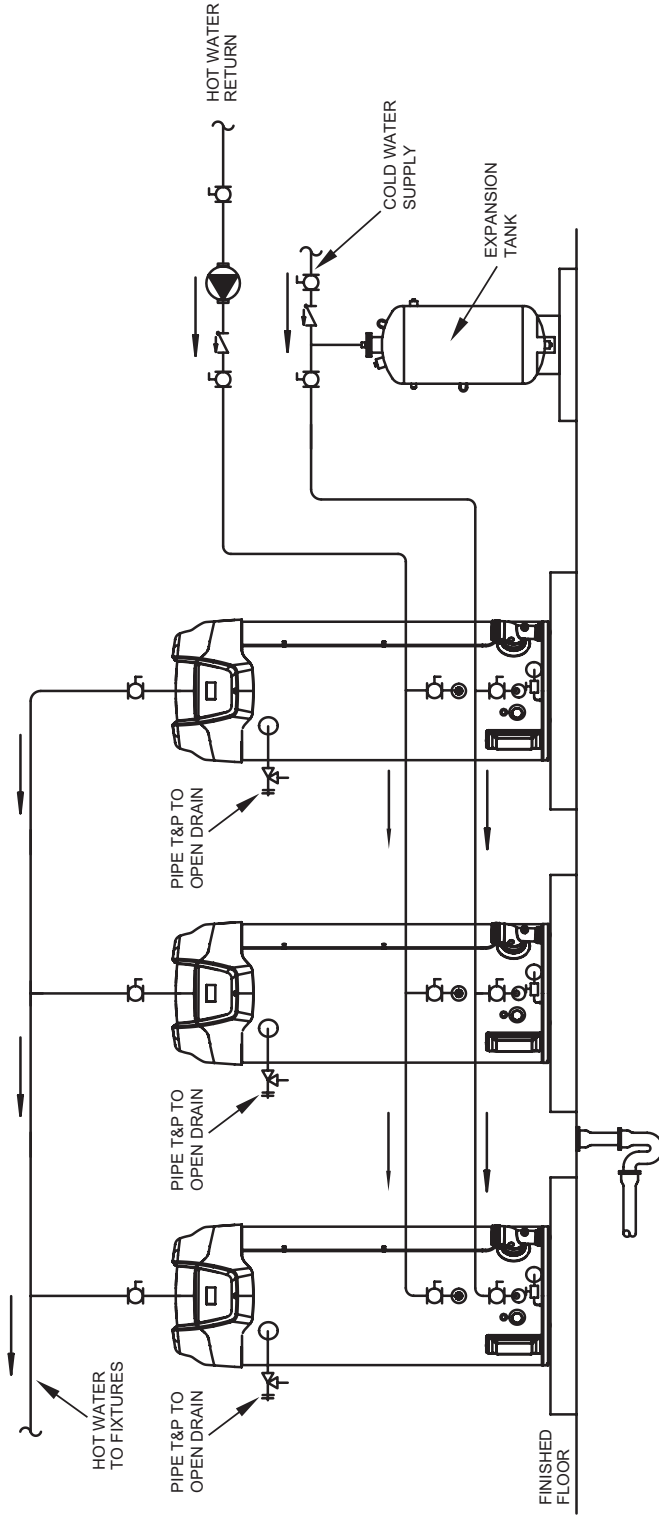 HOT WATER
RETURN
COLD WATER
SUPPLY
EXPANSION
TANK
PIPE T&P TO
OPEN DRAIN
PIPE T&P TO
OPEN DRAIN
PIPE T&P TO
OPEN DRAIN
HOT WATER
TO FIXTURES
FINISHED
FLOOR